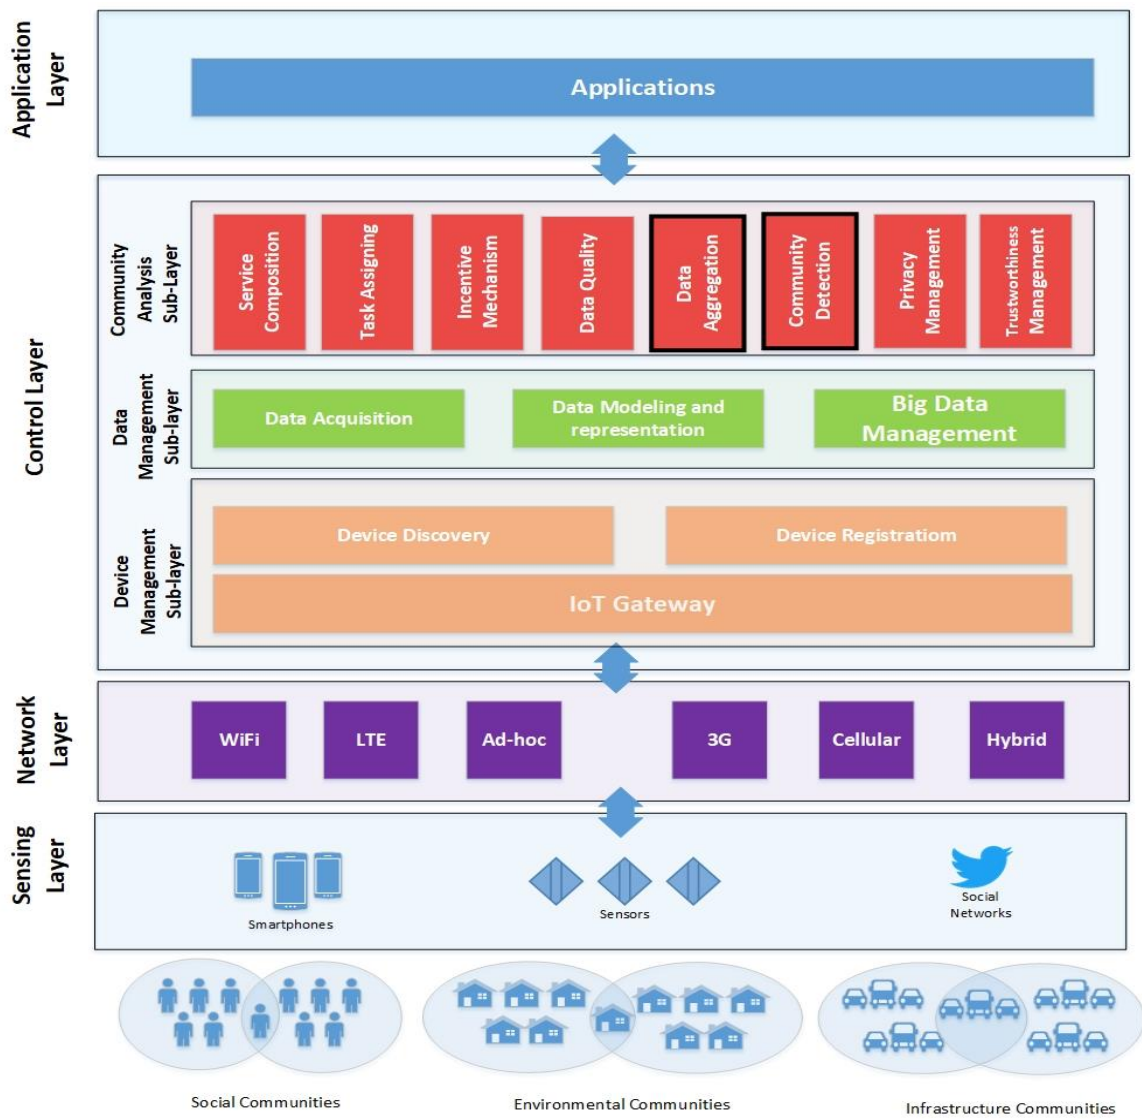 Application
Layer
Applications
Control Layer
Community
Analysis
Sub-Layer
Service
Composition
Task Assigning
Incentive
Mechanism
Data Quality
Data
Aggregation
Community
Detection
Privacy
Management
Trustworthiness
Management
Data
Management
Sub-layer
Data Acquisition
Data Modeling and
representation
Big Data
Management
Device
Management
Sub-layer
Device Discovery
Device Registratiom
IoT Gateway
Network
Layer
WiFi
LTE
Ad-hoc
3G
Cellular
Hybrid
Sensing
Layer
Smartphones
Sensors
Social
Networks
Social Communities
Environmental Communities
Infrastructure Communities